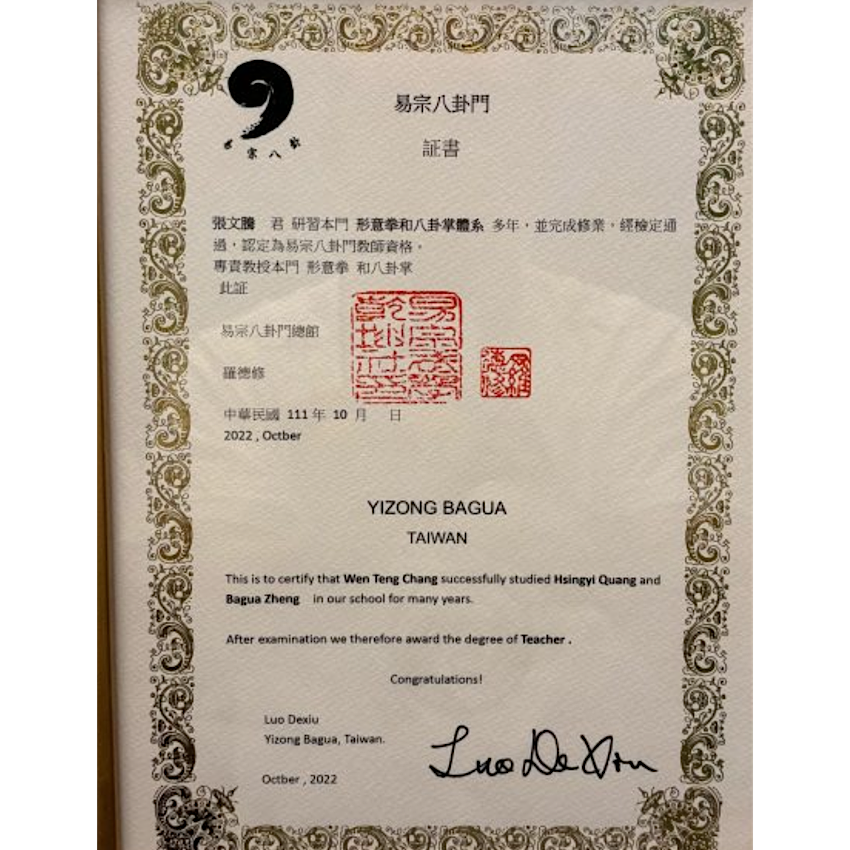 易宗八卦
易宗八卦門
証書
張文騰 君 研習本門 形意拳和八卦掌體系 多年，並完成修業，經檢定通
過，認定為易宗八卦門教師資格。
專責教授本門 形意拳 和八卦掌
此証
易宗八卦門總館
羅德修
中華民國 111 年 10 月 日
2022 , Octber
YIZONG BAGUA
TAIWAN
This is to certify that Wen Teng Chang successfully studied Hsingyi Quang and
Bagua Zheng in our school for many years.
After examination we therefore award the degree of Teacher .
Congratulations!
Luo Dexiu
Yizong Bagua, Taiwan.
Luo De Xiu
Octber , 2022